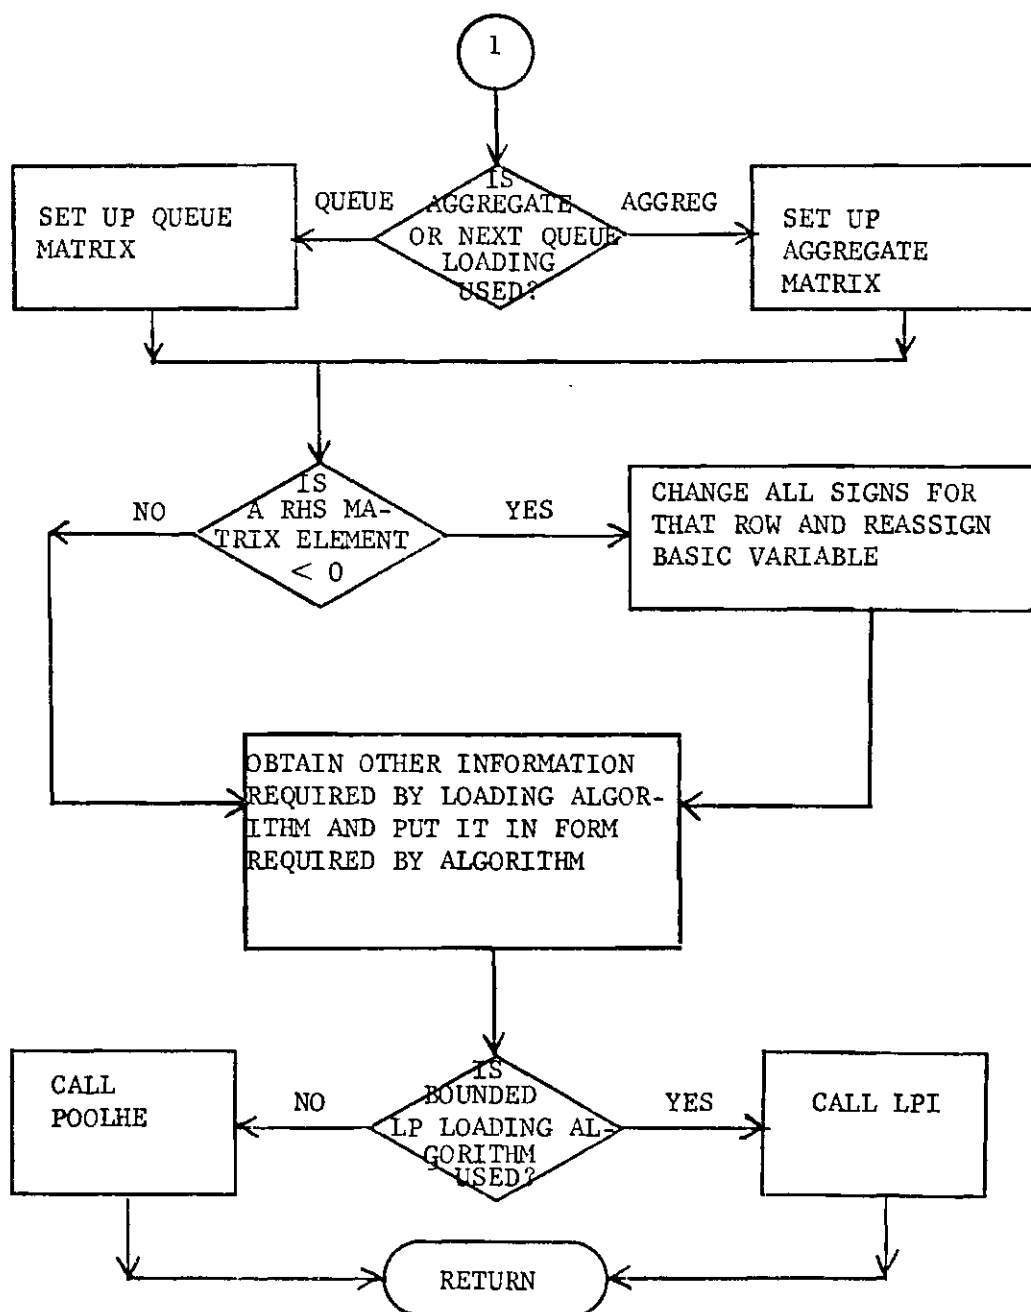 1
IS
AGGREGATE
OR NEXT QUEUE
LOADING
USED?
QUEUE
AGGREG
SET UP QUEUE
MATRIX
SET UP
AGGREGATE
MATRIX
IS
A RHS MA-
TRIX ELEMENT
< 0
NO
YES
CHANGE ALL SIGNS FOR
THAT ROW AND REASSIGN
BASIC VARIABLE
OBTAIN OTHER INFORMATION
REQUIRED BY LOADING ALGOR-
ITHM AND PUT IT IN FORM
REQUIRED BY ALGORITHM
IS
BOUNDED
LP LOADING AL-
GORITHM
USED?
NO
YES
CALL
POOLHE
CALL LPI
RETURN